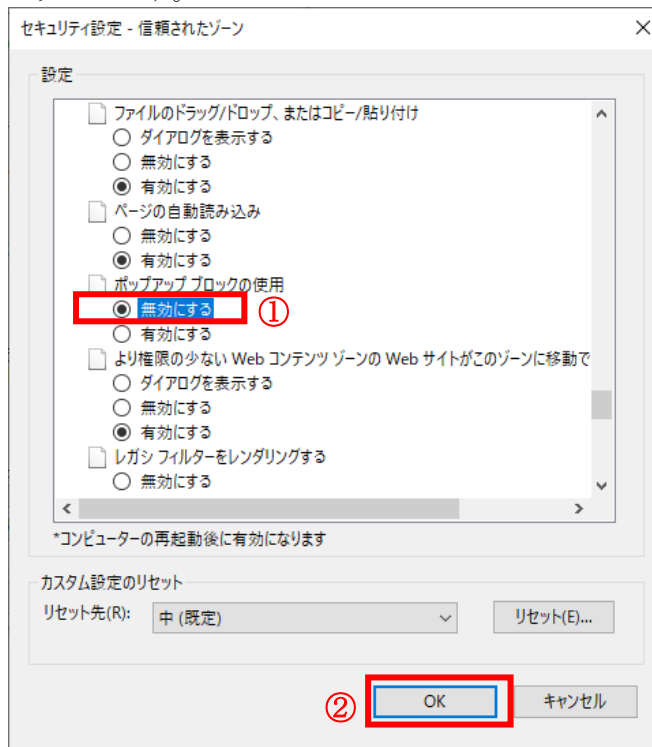 セキュリティ設定 - 信頼されたゾーン
設定
ファイルのドラッグ/ドロップ、またはコピー/貼り付け
ダイアログを表示する
無効にする
有効にする
ページの自動読み込み
無効にする
有効にする
ポップアップ ブロックの使用
無効にする ①
有効にする
より権限の少ない Web コンテンツ ゾーンの Web サイトがこのゾーンに移動で
ダイアログを表示する
無効にする
有効にする
レガシ フィルターをレンダリングする
無効にする
*コンピューターの再起動後に有効になります
カスタム設定のリセット
リセット先(R): 中 (既定) リセット(E)...
② OK キャンセル